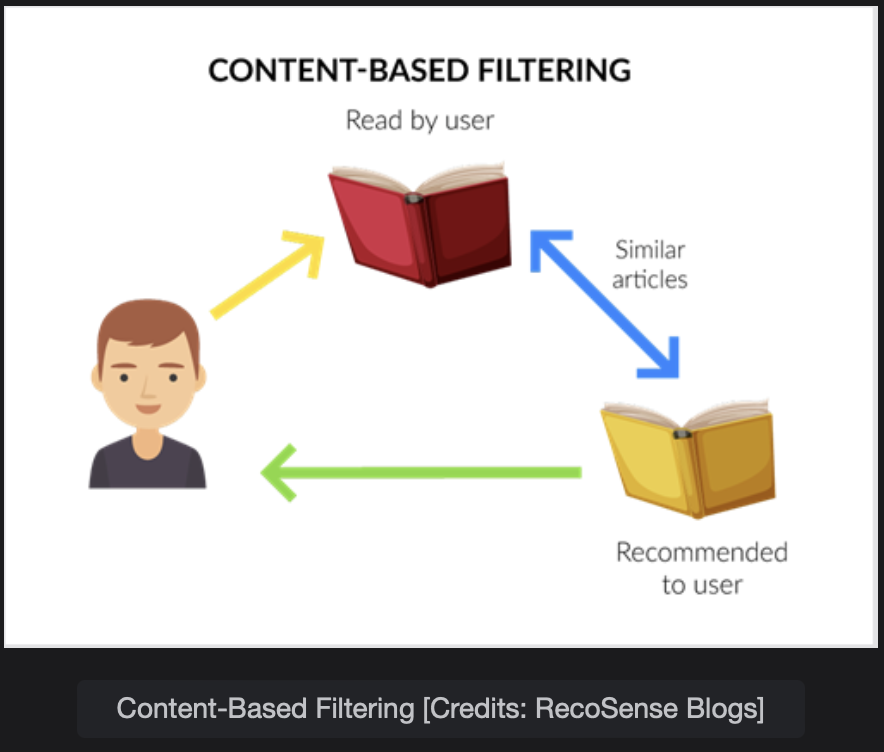 CONTENT-BASED FILTERING
Read by user
Similar
articles
Recommended
to user
Content-Based Filtering [Credits: RecoSense Blogs]